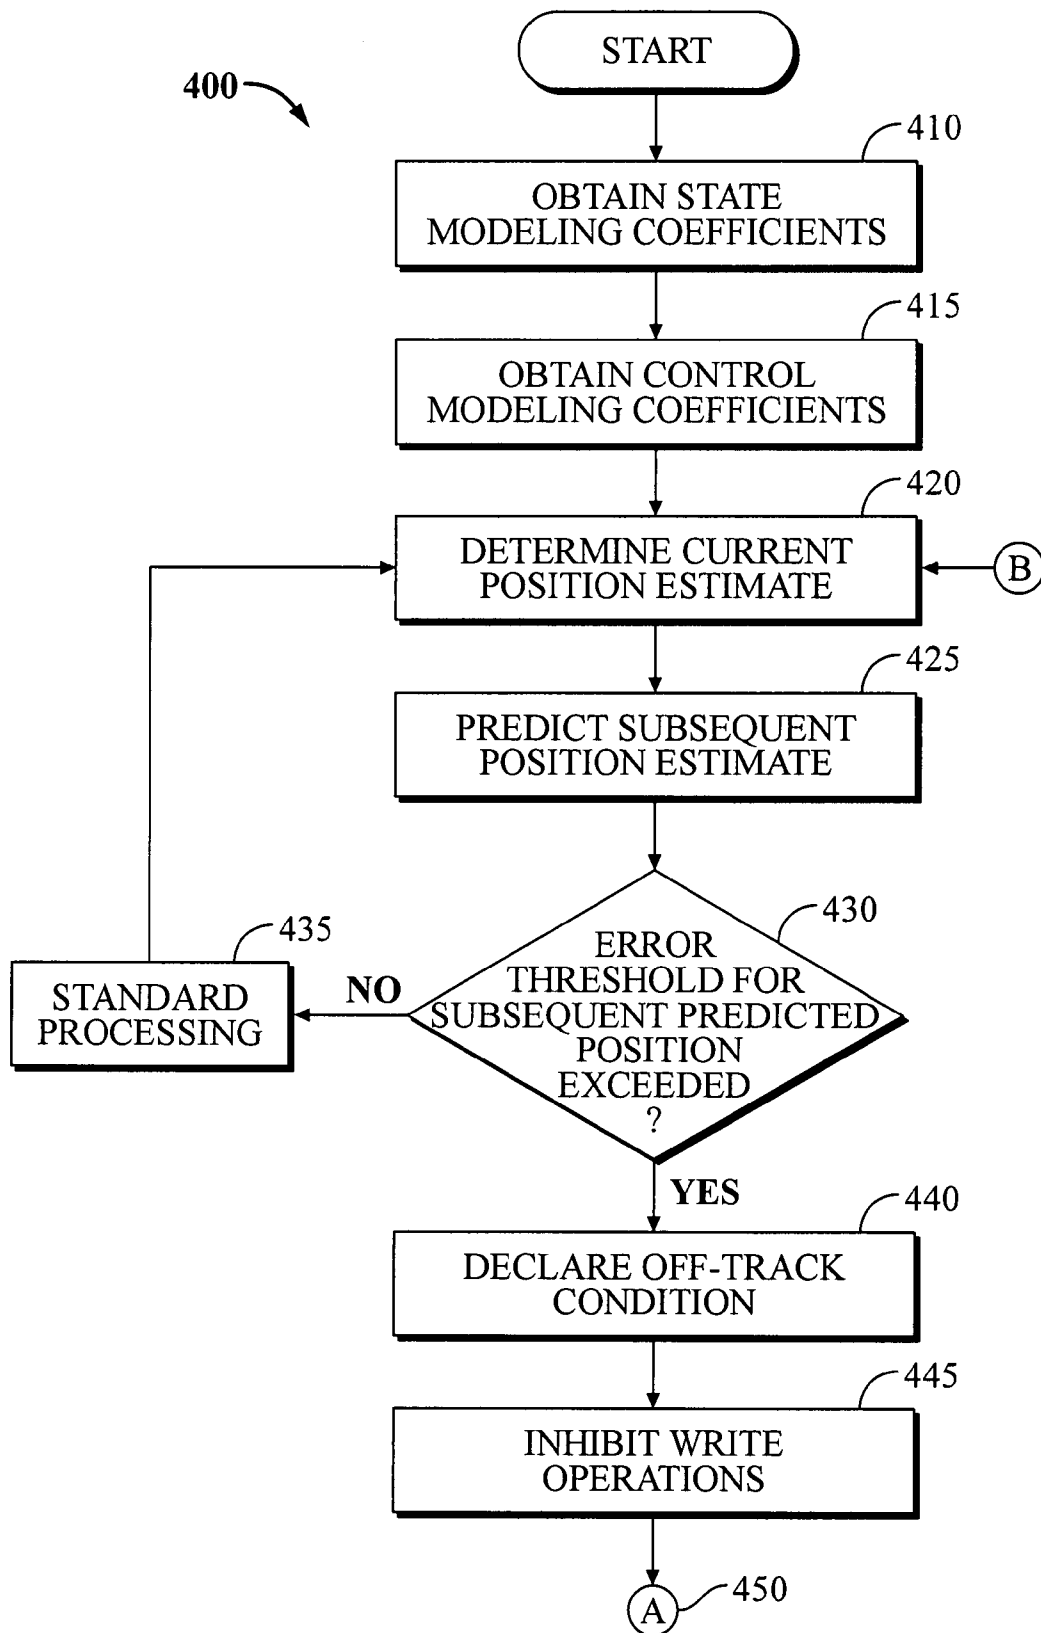 START
400
410
OBTAIN STATE
MODELING COEFFICIENTS
415
OBTAIN CONTROL
MODELING COEFFICIENTS
420
DETERMINE CURRENT
POSITION ESTIMATE
B
425
PREDICT SUBSEQUENT
POSITION ESTIMATE
430
ERROR
THRESHOLD FOR
SUBSEQUENT PREDICTED
POSITION
EXCEEDED
?
NO
435
STANDARD
PROCESSING
YES
440
DECLARE OFF-TRACK
CONDITION
445
INHIBIT WRITE
OPERATIONS
A
450